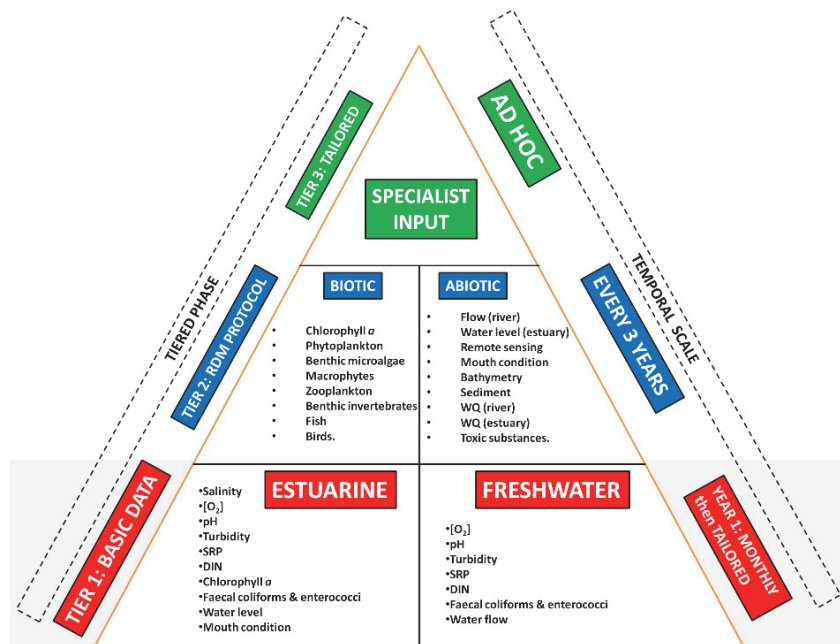 TIER 3: TAILORED
AD HOC
SPECIALIST
INPUT
TIERED PHASE
TEMPORAL SCALE
TIER 2: RDM PROTOCOL
EVERY 3 YEARS
BIOTIC
• Chlorophyll a
• Phytoplankton
• Benthic microalgae
• Macrophytes
• Zooplankton
• Benthic invertebrates
• Fish
• Birds.
ABIOTIC
• Flow (river)
• Water level (estuary)
• Remote sensing
• Mouth condition
• Bathymetry
• Sediment
• WQ (river)
• WQ (estuary)
• Toxic substances.
TIER 1: BASIC DATA
YEAR 1: MONTHLY
then TAILORED
ESTUARINE
•Salinity
•[O₂]
•pH
•Turbidity
•SRP
•DIN
•Chlorophyll a
•Faecal coliforms & enterococci
•Water level
•Mouth condition
FRESHWATER
•[O₂]
•pH
•Turbidity
•SRP
•DIN
•Faecal coliforms & enterococci
•Water flow